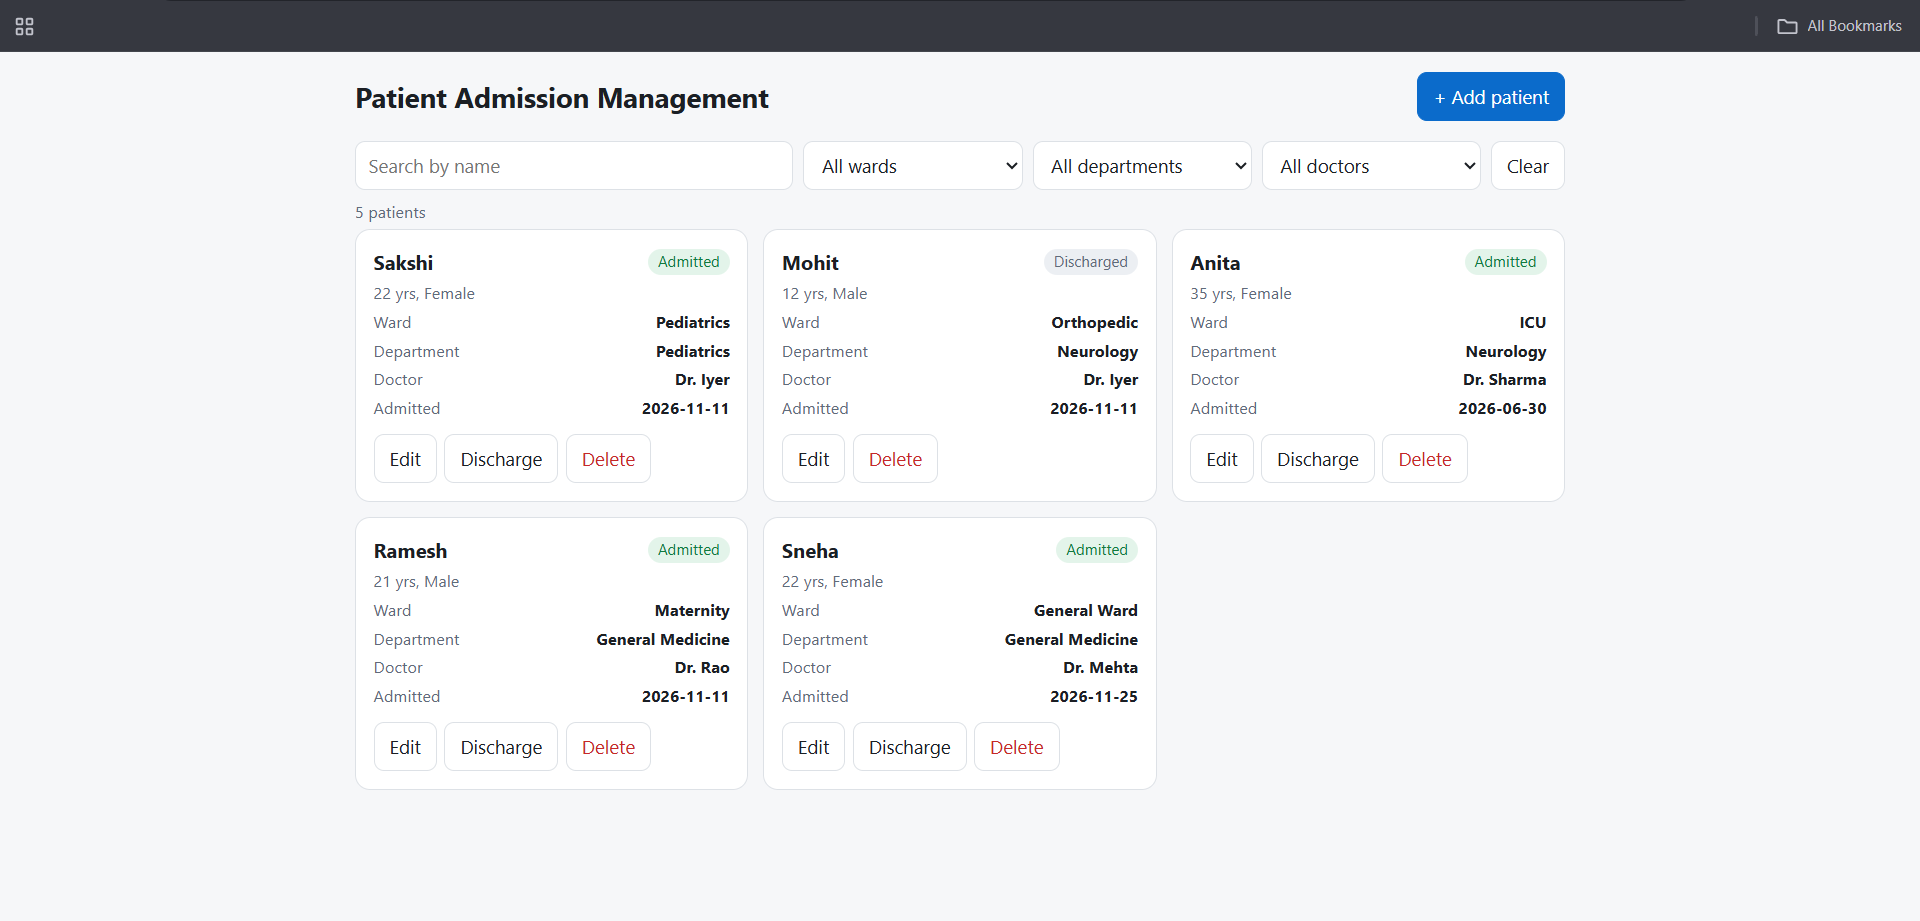 All Bookmarks
Patient Admission Management
+ Add patient
Search by name
All wards
All departments
All doctors
Clear
5 patients
Sakshi
Admitted
22 yrs, Female
Ward Pediatrics
Department Pediatrics
Doctor Dr. Iyer
Admitted 2026-11-11
Edit Discharge Delete
Mohit
Discharged
12 yrs, Male
Ward Orthopedic
Department Neurology
Doctor Dr. Iyer
Admitted 2026-11-11
Edit Delete
Anita
Admitted
35 yrs, Female
Ward ICU
Department Neurology
Doctor Dr. Sharma
Admitted 2026-06-30
Edit Discharge Delete
Ramesh
Admitted
21 yrs, Male
Ward Maternity
Department General Medicine
Doctor Dr. Rao
Admitted 2026-11-11
Edit Discharge Delete
Sneha
Admitted
22 yrs, Female
Ward General Ward
Department General Medicine
Doctor Dr. Mehta
Admitted 2026-11-25
Edit Discharge Delete